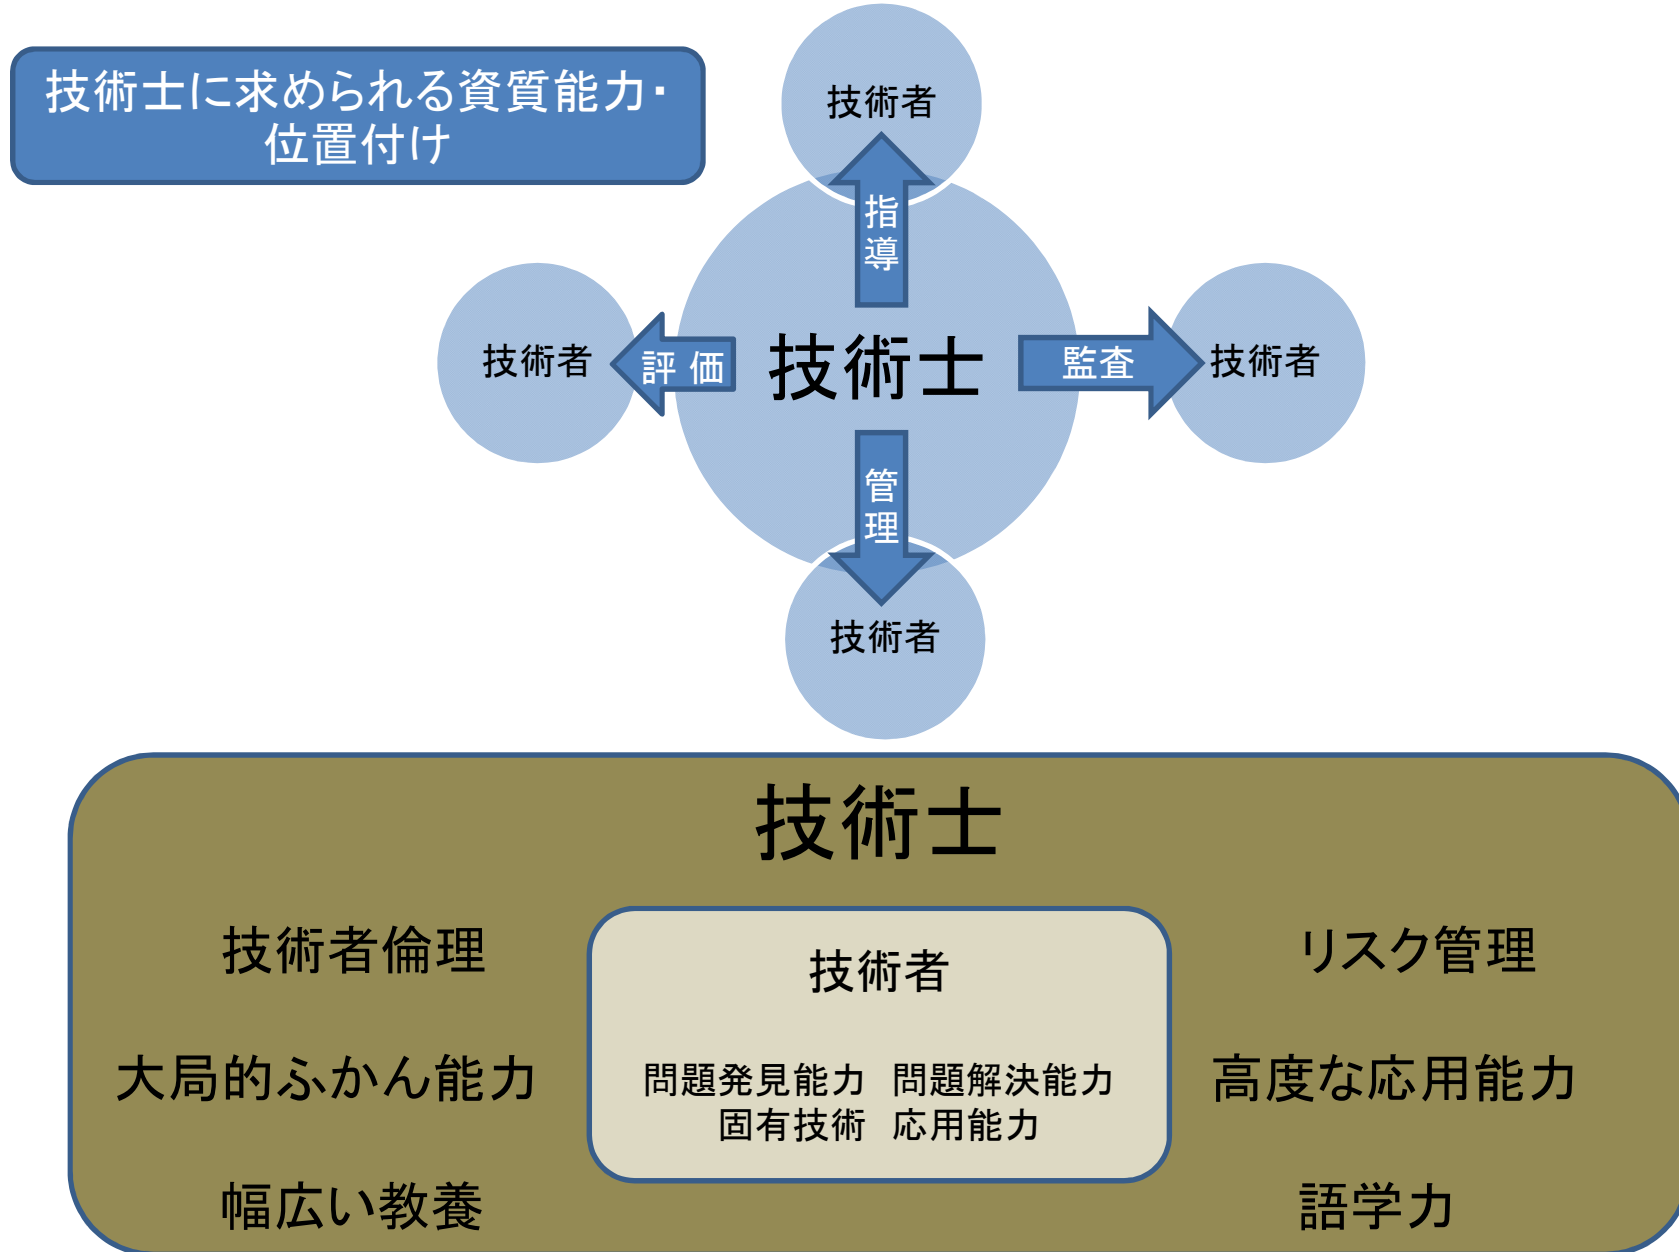 技術士に求められる資質能力・
位置付け
技術者
指導
技術者
評価
技術士
監査
技術者
管理
技術者
技術士
技術者倫理
大局的ふかん能力
幅広い教養
技術者
問題発見能力 問題解決能力
固有技術 応用能力
リスク管理
高度な応用能力
語学力